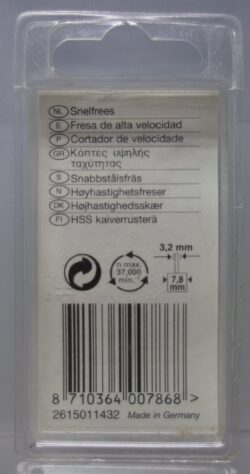 NL Snelfrees
E Fresa de alta velocidad
P Cortador de velocidade
GR Κόπτες υψηλής
ταχύτητας
S Snabbstålsfräs
N Høyhastighetsfreser
DK Højhastighedsskær
FI HSS kaiverrusterä
3,2 mm
n max.
37,000
min.
7,8
mm
8 710364 007868 >
2615011432 Made in Germany